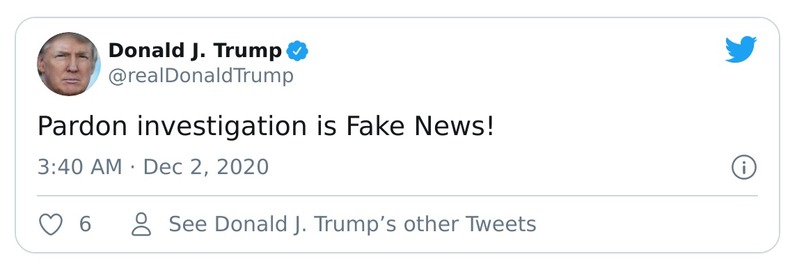 Donald J. Trump
@realDonaldTrump
Pardon investigation is Fake News!
3:40 AM · Dec 2, 2020
6 See Donald J. Trump’s other Tweets